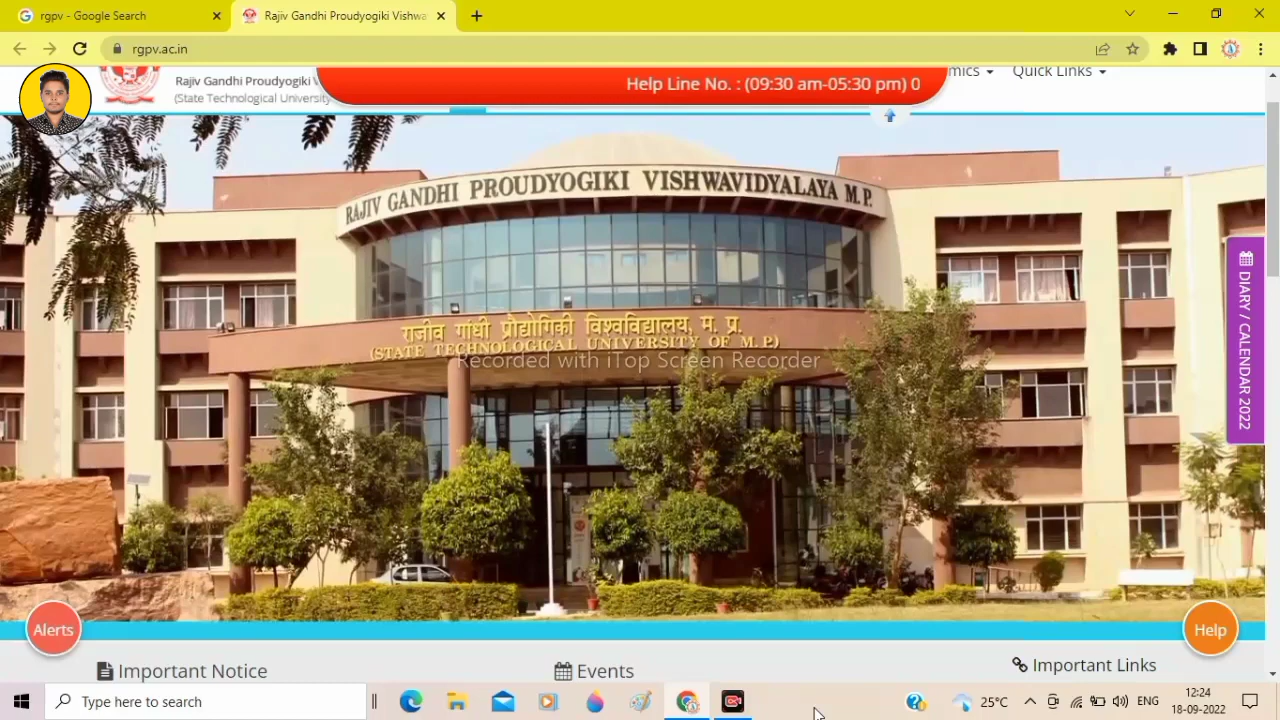 rgpv - Google Search
Rajiv Gandhi Proudyogiki Vishwa
rgpv.ac.in
Rajiv Gandhi Proudyogiki V
(State Technological University
Help Line No. : (09:30 am-05:30 pm) 0
mics
Quick Links
RAJIV GANDHI PROUDYOGIKI VISHWAVIDYALAYA M.P.
राजीव गांधी प्रौद्योगिकी विश्वविद्यालय, म. प्र.
(STATE TECHNOLOGICAL UNIVERSITY OF M.P.)
Recorded with iTop Screen Recorder
DIARY / CALENDAR 2022
Alerts
Help
Important Notice
Events
Important Links
Type here to search
25°C
ENG
12:24
18-09-2022